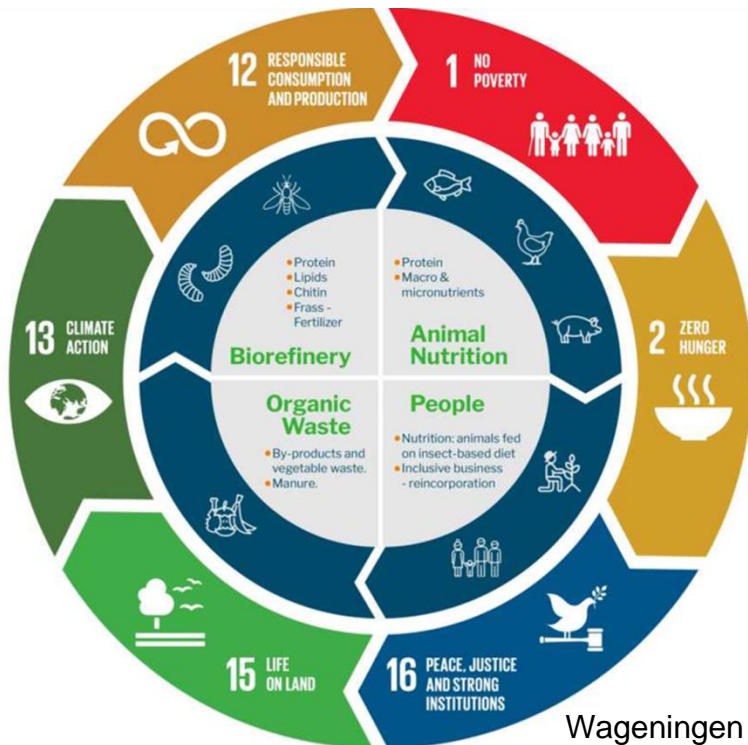 12 RESPONSIBLE
CONSUMPTION
AND PRODUCTION
1 NO
POVERTY
2 ZERO
HUNGER
16 PEACE, JUSTICE
AND STRONG
INSTITUTIONS
15 LIFE
ON LAND
13 CLIMATE
ACTION
• Protein
• Lipids
• Chitin
• Frass -
Fertilizer
Biorefinery
• Protein
• Macro &
micronutrients
Animal
Nutrition
Organic
Waste
• By-products and
vegetable waste.
• Manure.
People
• Nutrition: animals fed
on insect-based diet
• Inclusive business
- reincorporation
Wageningen